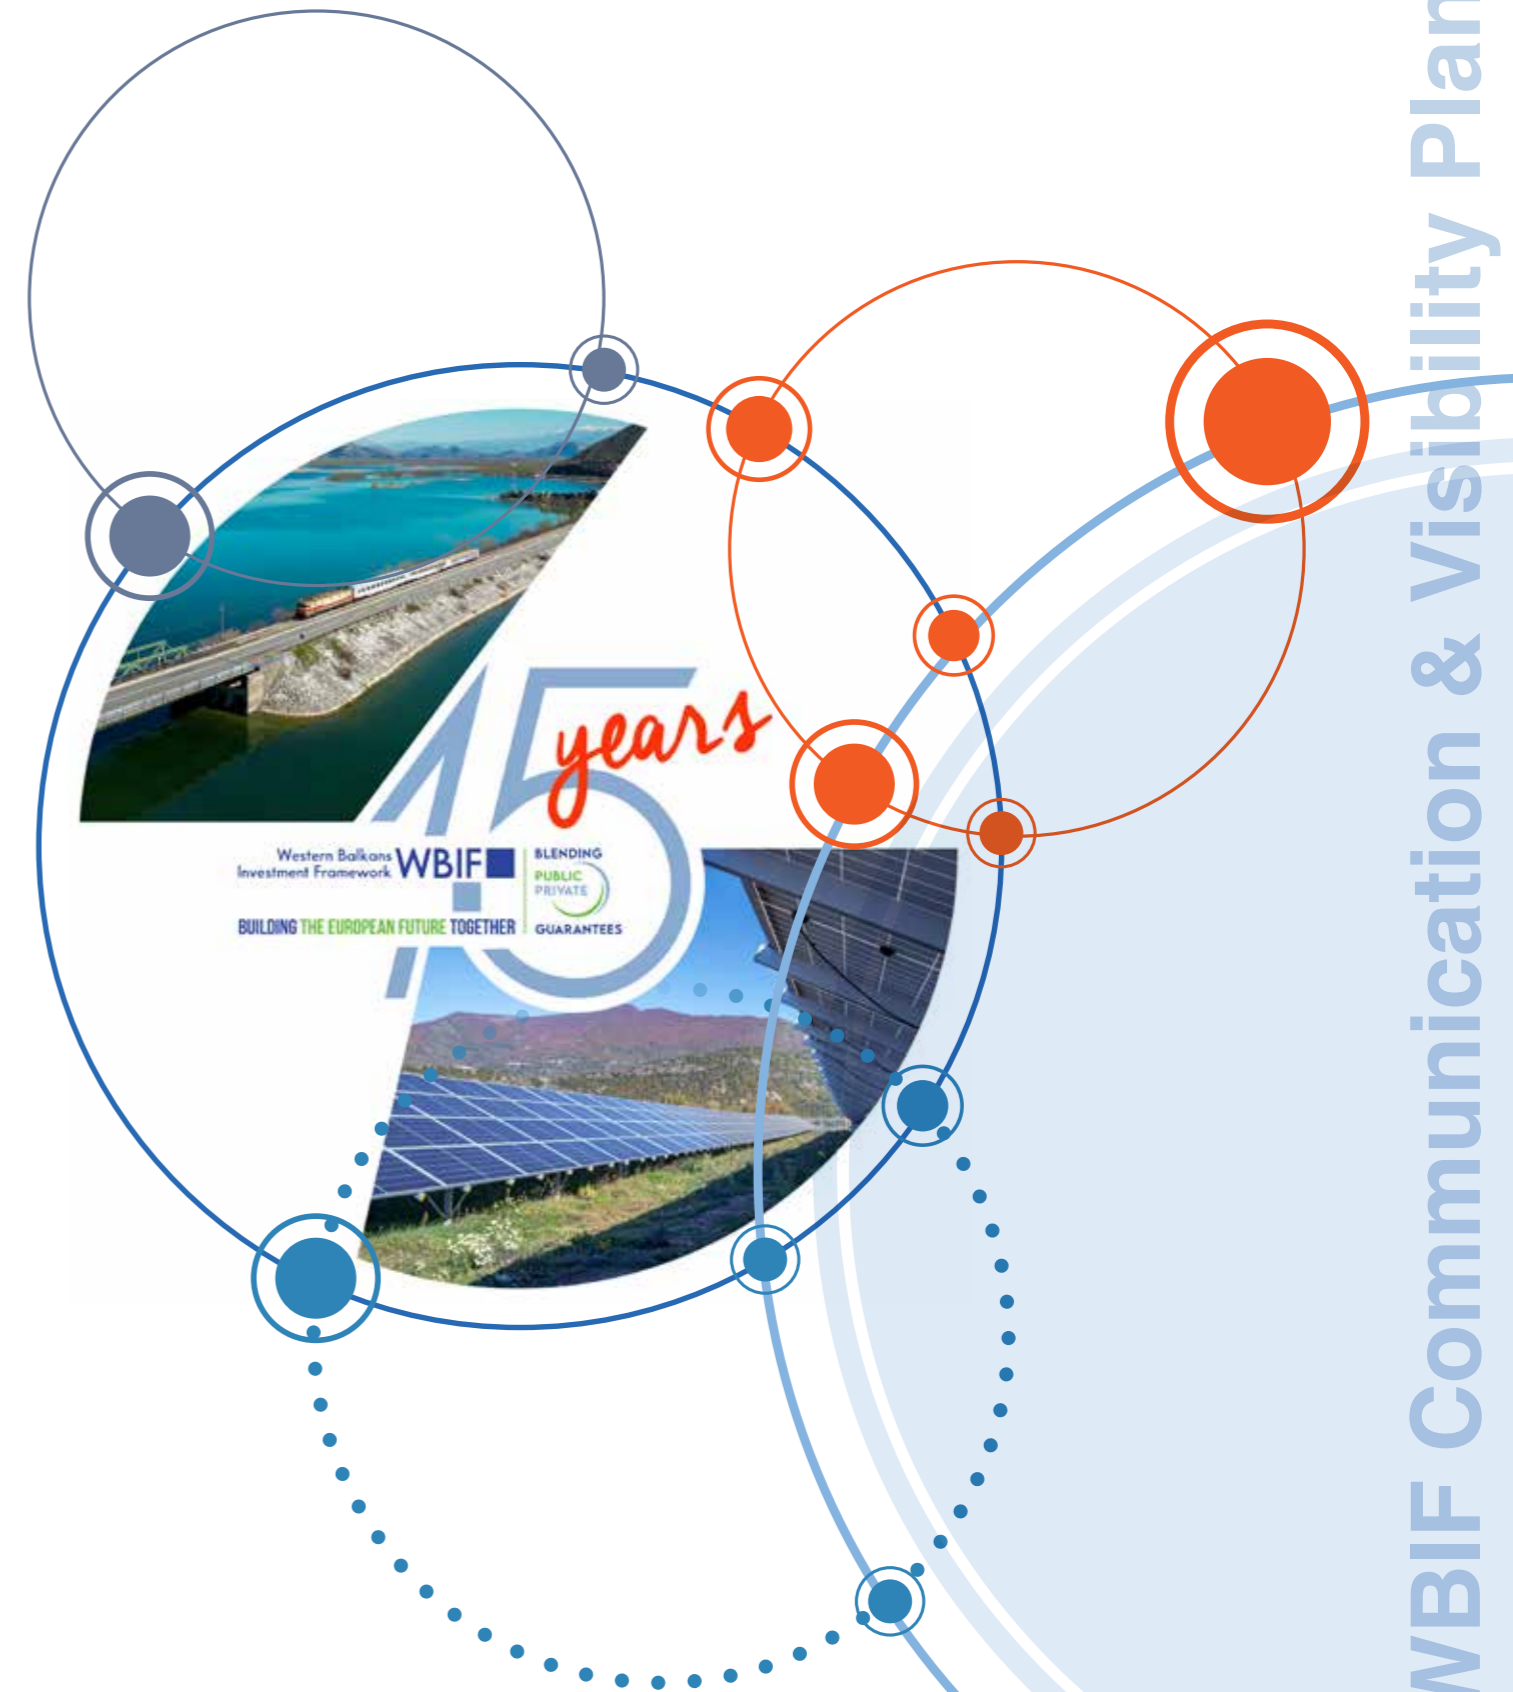 15
years
Western Balkans
Investment Framework
WBIF
BLENDING
PUBLIC
PRIVATE
GUARANTEES
BUILDING THE EUROPEAN FUTURE TOGETHER
WBIF Communication & Visibility Plan